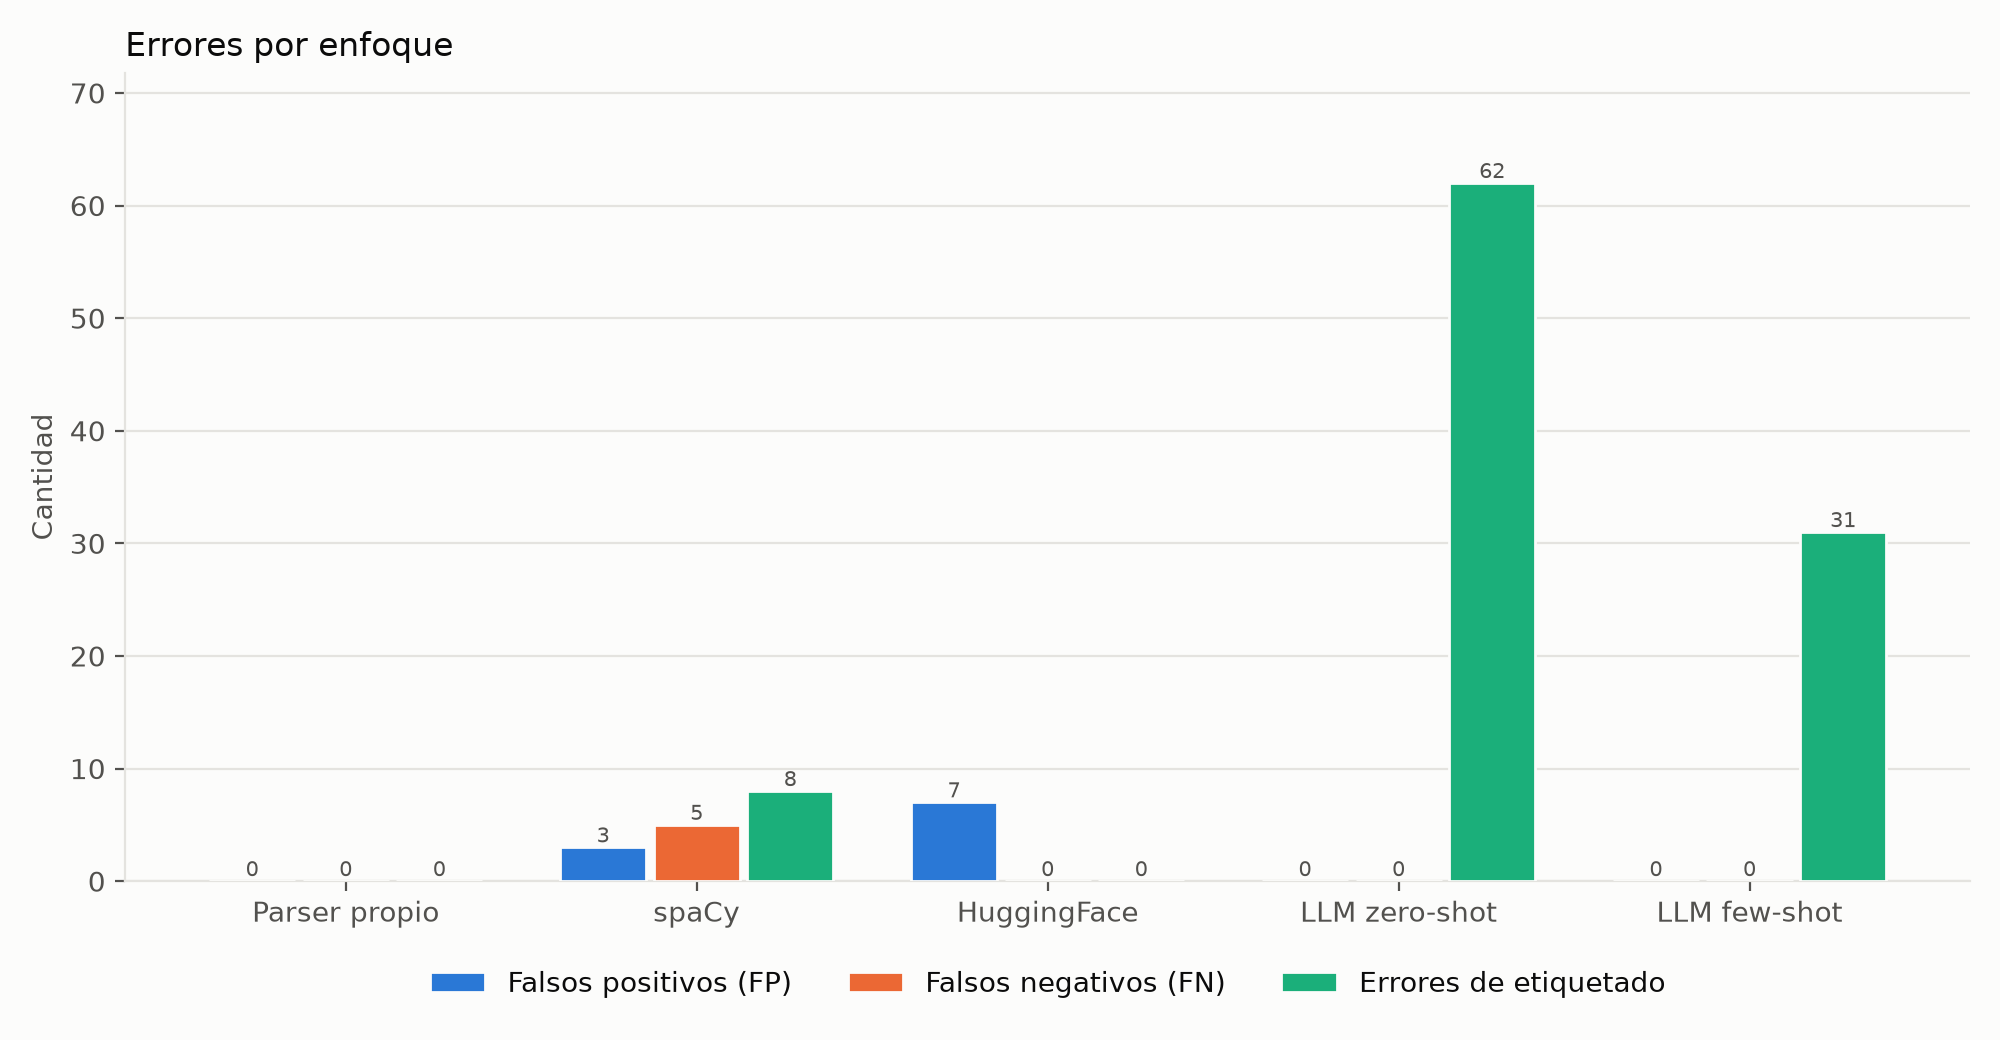 Errores por enfoque
70
60
50
40
30
20
10
0
Cantidad
0 0 0
3 5 8
7 0 0
0 0 62
0 0 31
Parser propio spaCy HuggingFace LLM zero-shot LLM few-shot
Falsos positivos (FP) Falsos negativos (FN) Errores de etiquetado